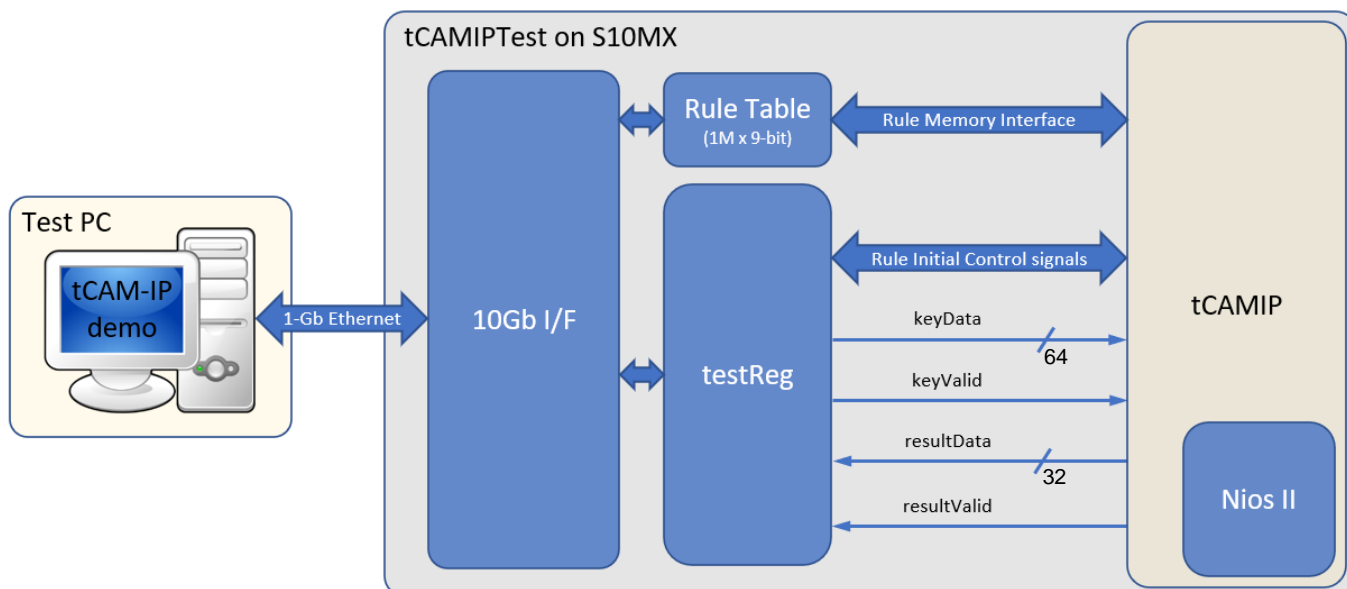 tCAMIPTest on S10MX
Rule Table
(1M x 9-bit)
Rule Memory Interface
Test PC
tCAM-IP
demo
1-Gb Ethernet
10Gb I/F
testReg
Rule Initial Control signals
tCAMIP
keyData
64
keyValid
resultData
32
resultValid
Nios II